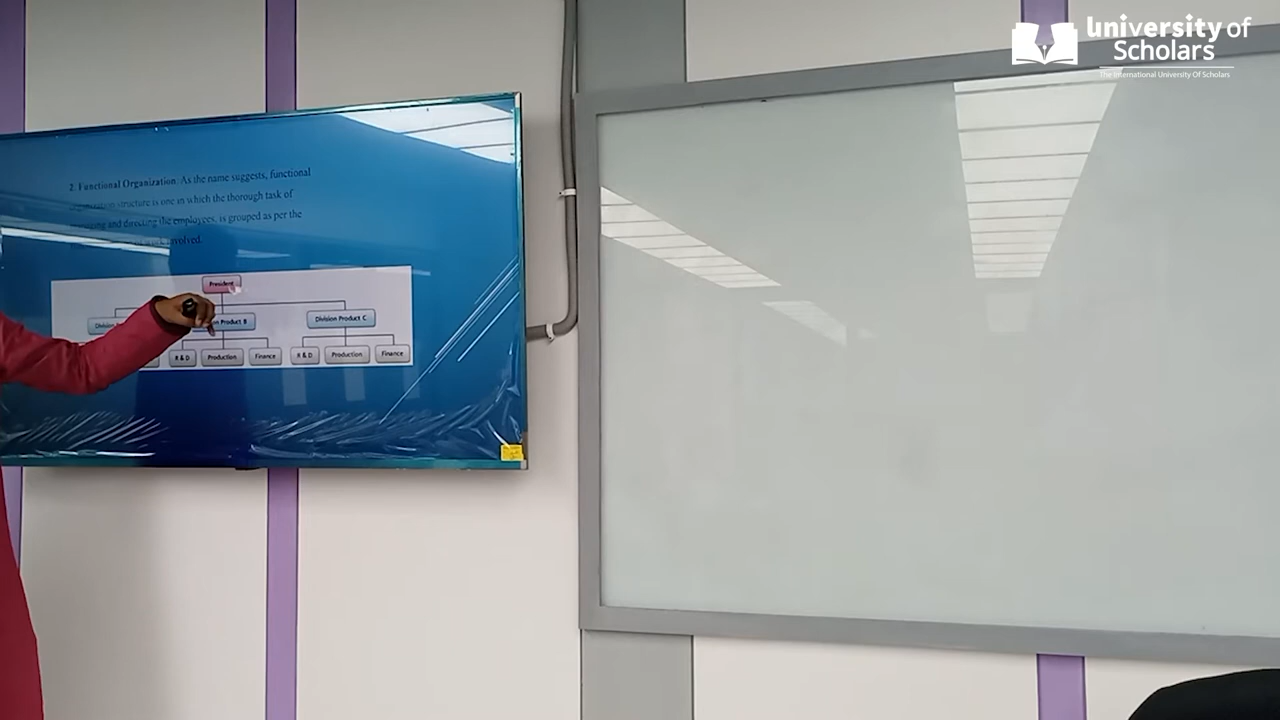 University of
Scholars
The International University Of Scholars
2. Functional Organization: As the name suggests, functional
structure is one in which the thorough task of
and directing the employees, is grouped as per the
involved.
President
Division Product B
Division Product C
R & D Production Finance R & D Production Finance